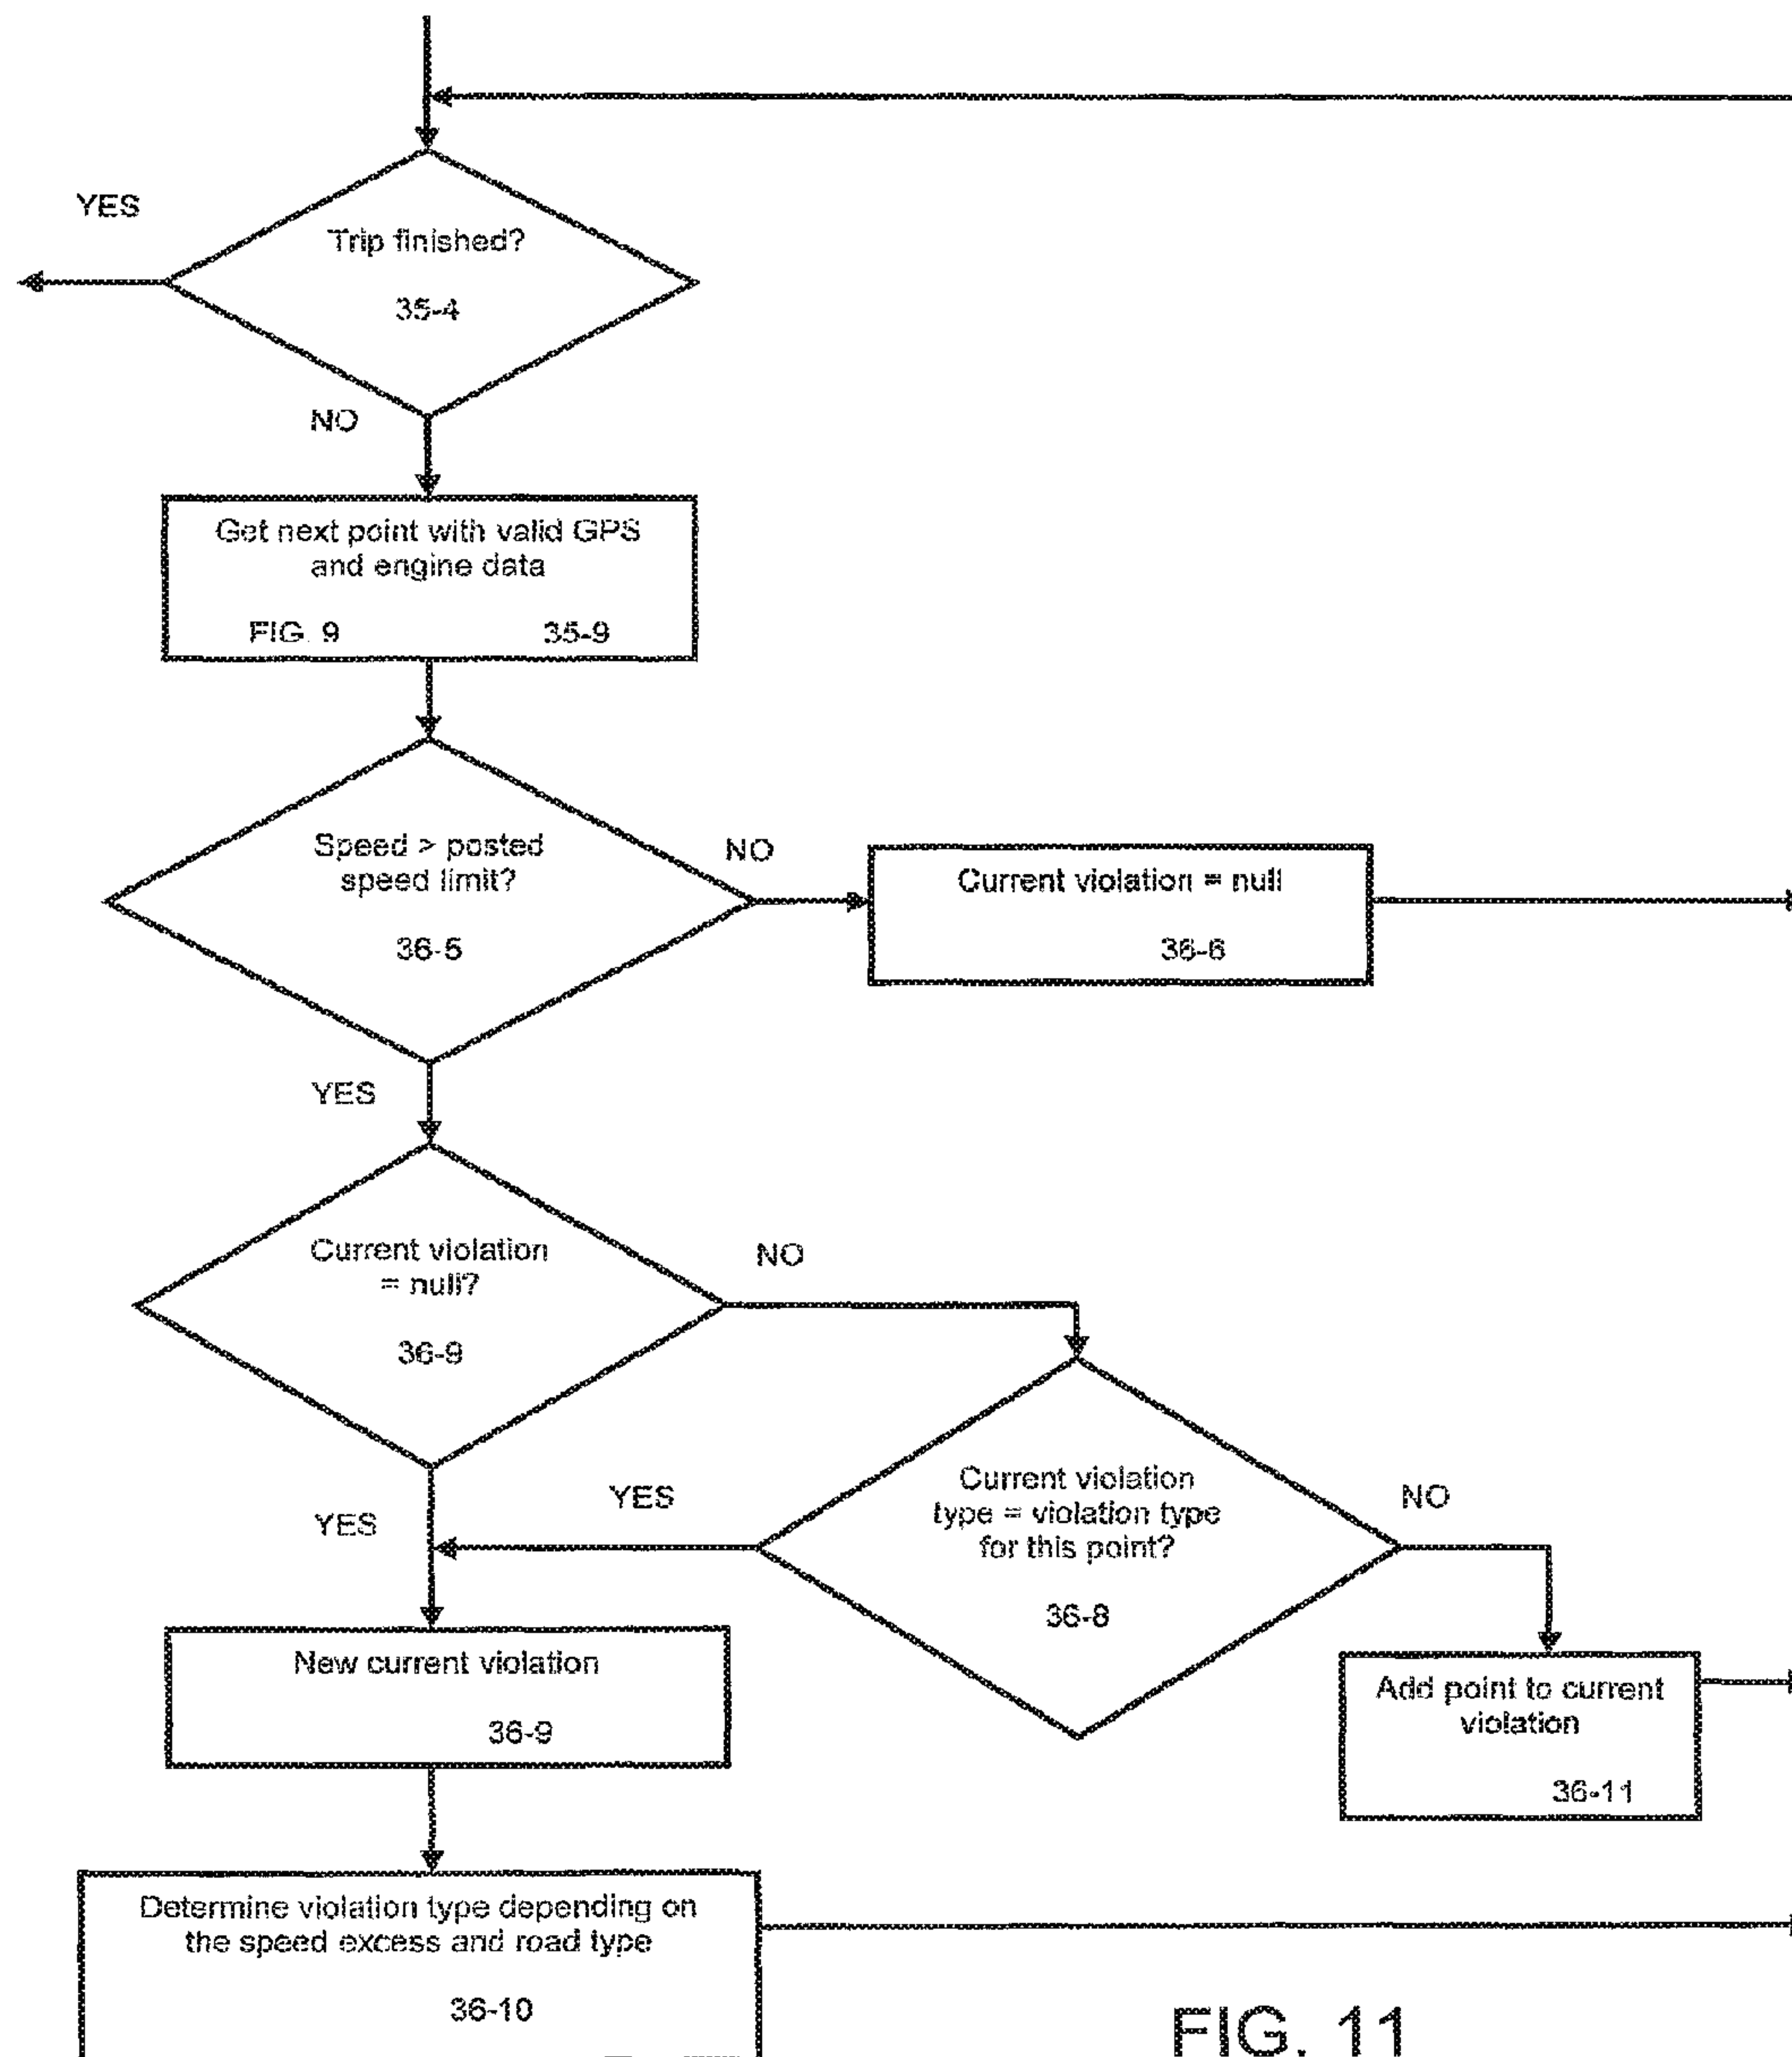 YES
Trip finished?
35-4
NO
Get next point with valid GPS
and engine data
FIG. 9 35-9
Speed > posted
speed limit?
36-5
NO
Current violation = null
36-6
YES
Current violation
= null?
36-9
NO
YES
YES
Current violation
type = violation type
for this point?
36-8
NO
New current violation
36-9
Add point to current
violation
36-11
Determine violation type depending on
the speed excess and road type
36-10
FIG. 11